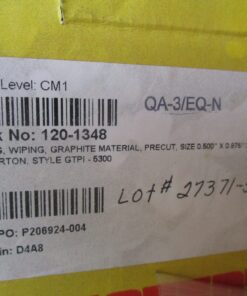 Level: CM1
QA-3/EQ-N
k No: 120-1348
G, WIPING, GRAPHITE MATERIAL, PRECUT, SIZE 0.500" X 0.875"
RTON, STYLE GTPI - 5300
Lot # 27371-
PO: P206924-004
in: D4A8